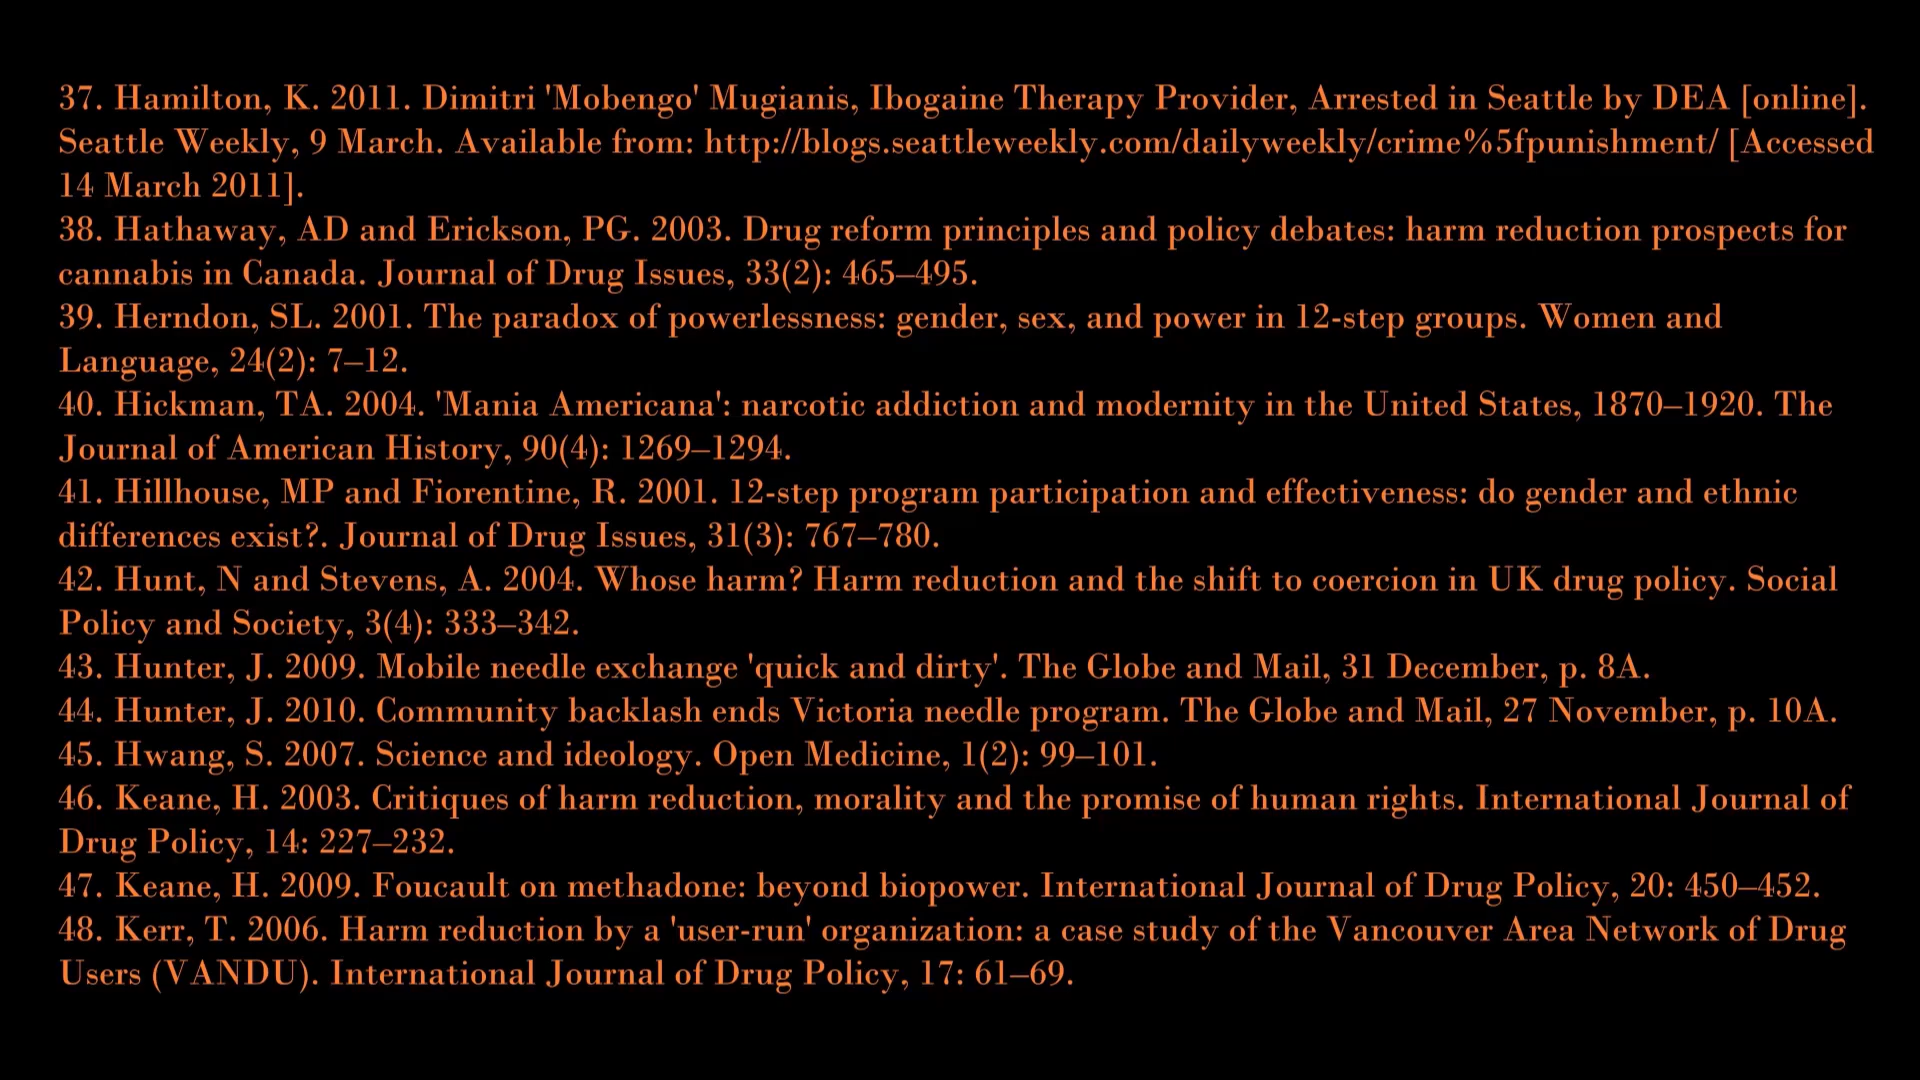 37. Hamilton, K. 2011. Dimitri 'Mobengo' Mugianis, Ibogaine Therapy Provider, Arrested in Seattle by DEA [online].
Seattle Weekly, 9 March. Available from: http://blogs.seattleweekly.com/dailyweekly/crime%5fpunishment/ [Accessed
14 March 2011].
38. Hathaway, AD and Erickson, PG. 2003. Drug reform principles and policy debates: harm reduction prospects for
cannabis in Canada. Journal of Drug Issues, 33(2): 465–495.
39. Herndon, SL. 2001. The paradox of powerlessness: gender, sex, and power in 12-step groups. Women and
Language, 24(2): 7–12.
40. Hickman, TA. 2004. 'Mania Americana': narcotic addiction and modernity in the United States, 1870–1920. The
Journal of American History, 90(4): 1269–1294.
41. Hillhouse, MP and Fiorentine, R. 2001. 12-step program participation and effectiveness: do gender and ethnic
differences exist?. Journal of Drug Issues, 31(3): 767–780.
42. Hunt, N and Stevens, A. 2004. Whose harm? Harm reduction and the shift to coercion in UK drug policy. Social
Policy and Society, 3(4): 333–342.
43. Hunter, J. 2009. Mobile needle exchange 'quick and dirty'. The Globe and Mail, 31 December, p. 8A.
44. Hunter, J. 2010. Community backlash ends Victoria needle program. The Globe and Mail, 27 November, p. 10A.
45. Hwang, S. 2007. Science and ideology. Open Medicine, 1(2): 99–101.
46. Keane, H. 2003. Critiques of harm reduction, morality and the promise of human rights. International Journal of
Drug Policy, 14: 227–232.
47. Keane, H. 2009. Foucault on methadone: beyond biopower. International Journal of Drug Policy, 20: 450–452.
48. Kerr, T. 2006. Harm reduction by a 'user-run' organization: a case study of the Vancouver Area Network of Drug
Users (VANDU). International Journal of Drug Policy, 17: 61–69.